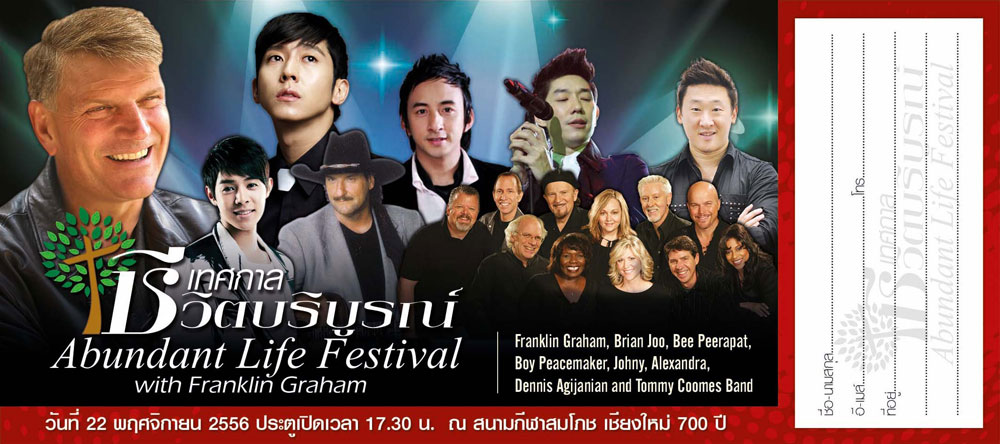 เทศกาล
ชีวิตบริบูรณ์
Abundant Life Festival
with Franklin Graham
Franklin Graham, Brian Joo, Bee Peerapat,
Boy Peacemaker, Johny, Alexandra,
Dennis Agijanian and Tommy Coomes Band
วันที่ 22 พฤศจิกายน 2556 ประตูเปิดเวลา 17.30 น. ณ สนามกีฬาสมโภช เชียงใหม่ 700 ปี
ชื่อ-นามสกุล
อี-เมล์
โทร.
ที่อยู่
เทศกาล
ชีวิตบริบูรณ์
Abundant Life Festival